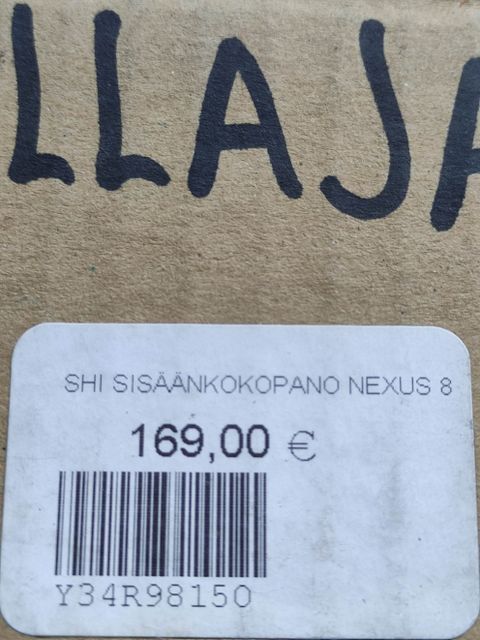 LLAJA
SHI SISÄÄNKOKOPANO NEXUS 8
169,00 €
Y34R98150